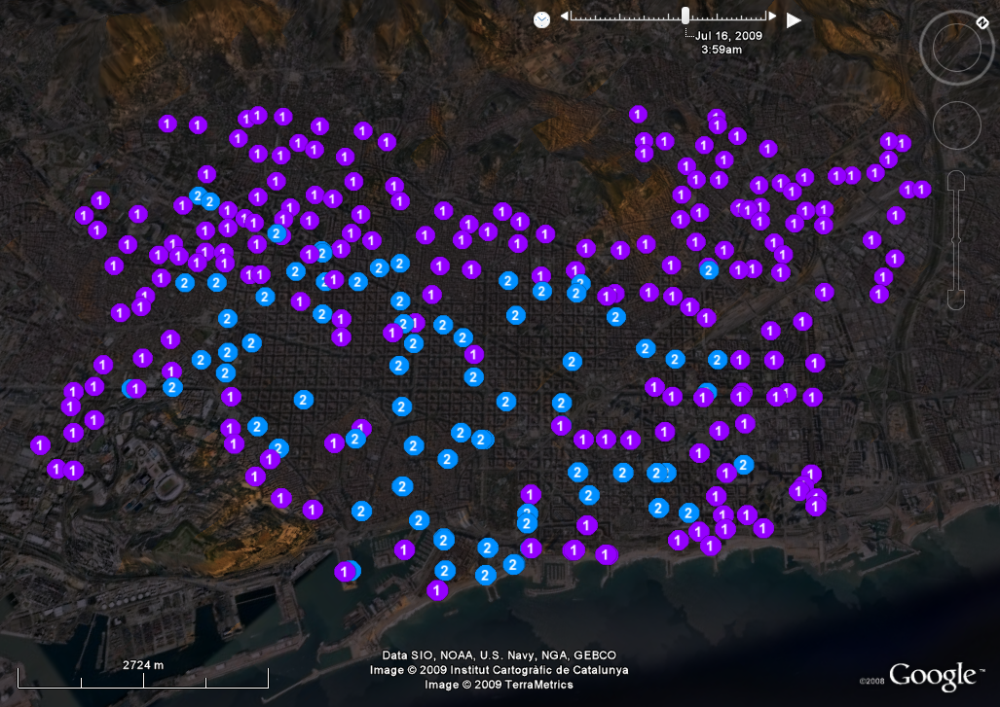 Jul 16, 2009
3:59am
2724 m
Data SIO, NOAA, U.S. Navy, NGA, GEBCO
Image © 2009 Institut Cartogràfic de Catalunya
Image © 2009 TerraMetrics
©2008 Google™